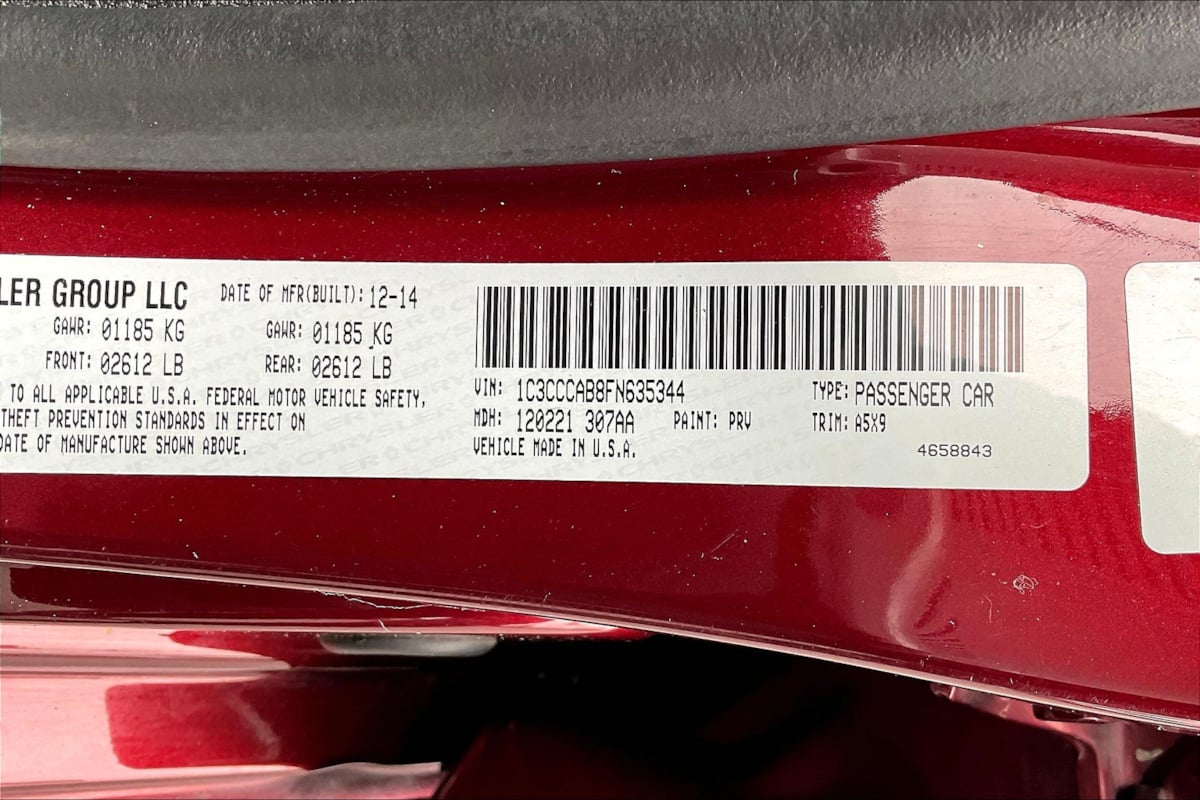 LER GROUP LLC
DATE OF MFR(BUILT): 12-14
GAWR: 01185 KG
GAWR: 01185 KG
FRONT: 02612 LB
REAR: 02612 LB
TO ALL APPLICABLE U.S.A. FEDERAL MOTOR VEHICLE SAFETY,
THEFT PREVENTION STANDARDS IN EFFECT ON
DATE OF MANUFACTURE SHOWN ABOVE.
VIN: 1C3CCCAB8FN635344
TYPE: PASSENGER CAR
MDH: 120221 307AA
PAINT: PRV
TRIM: A5X9
VEHICLE MADE IN U.S.A.
4658843